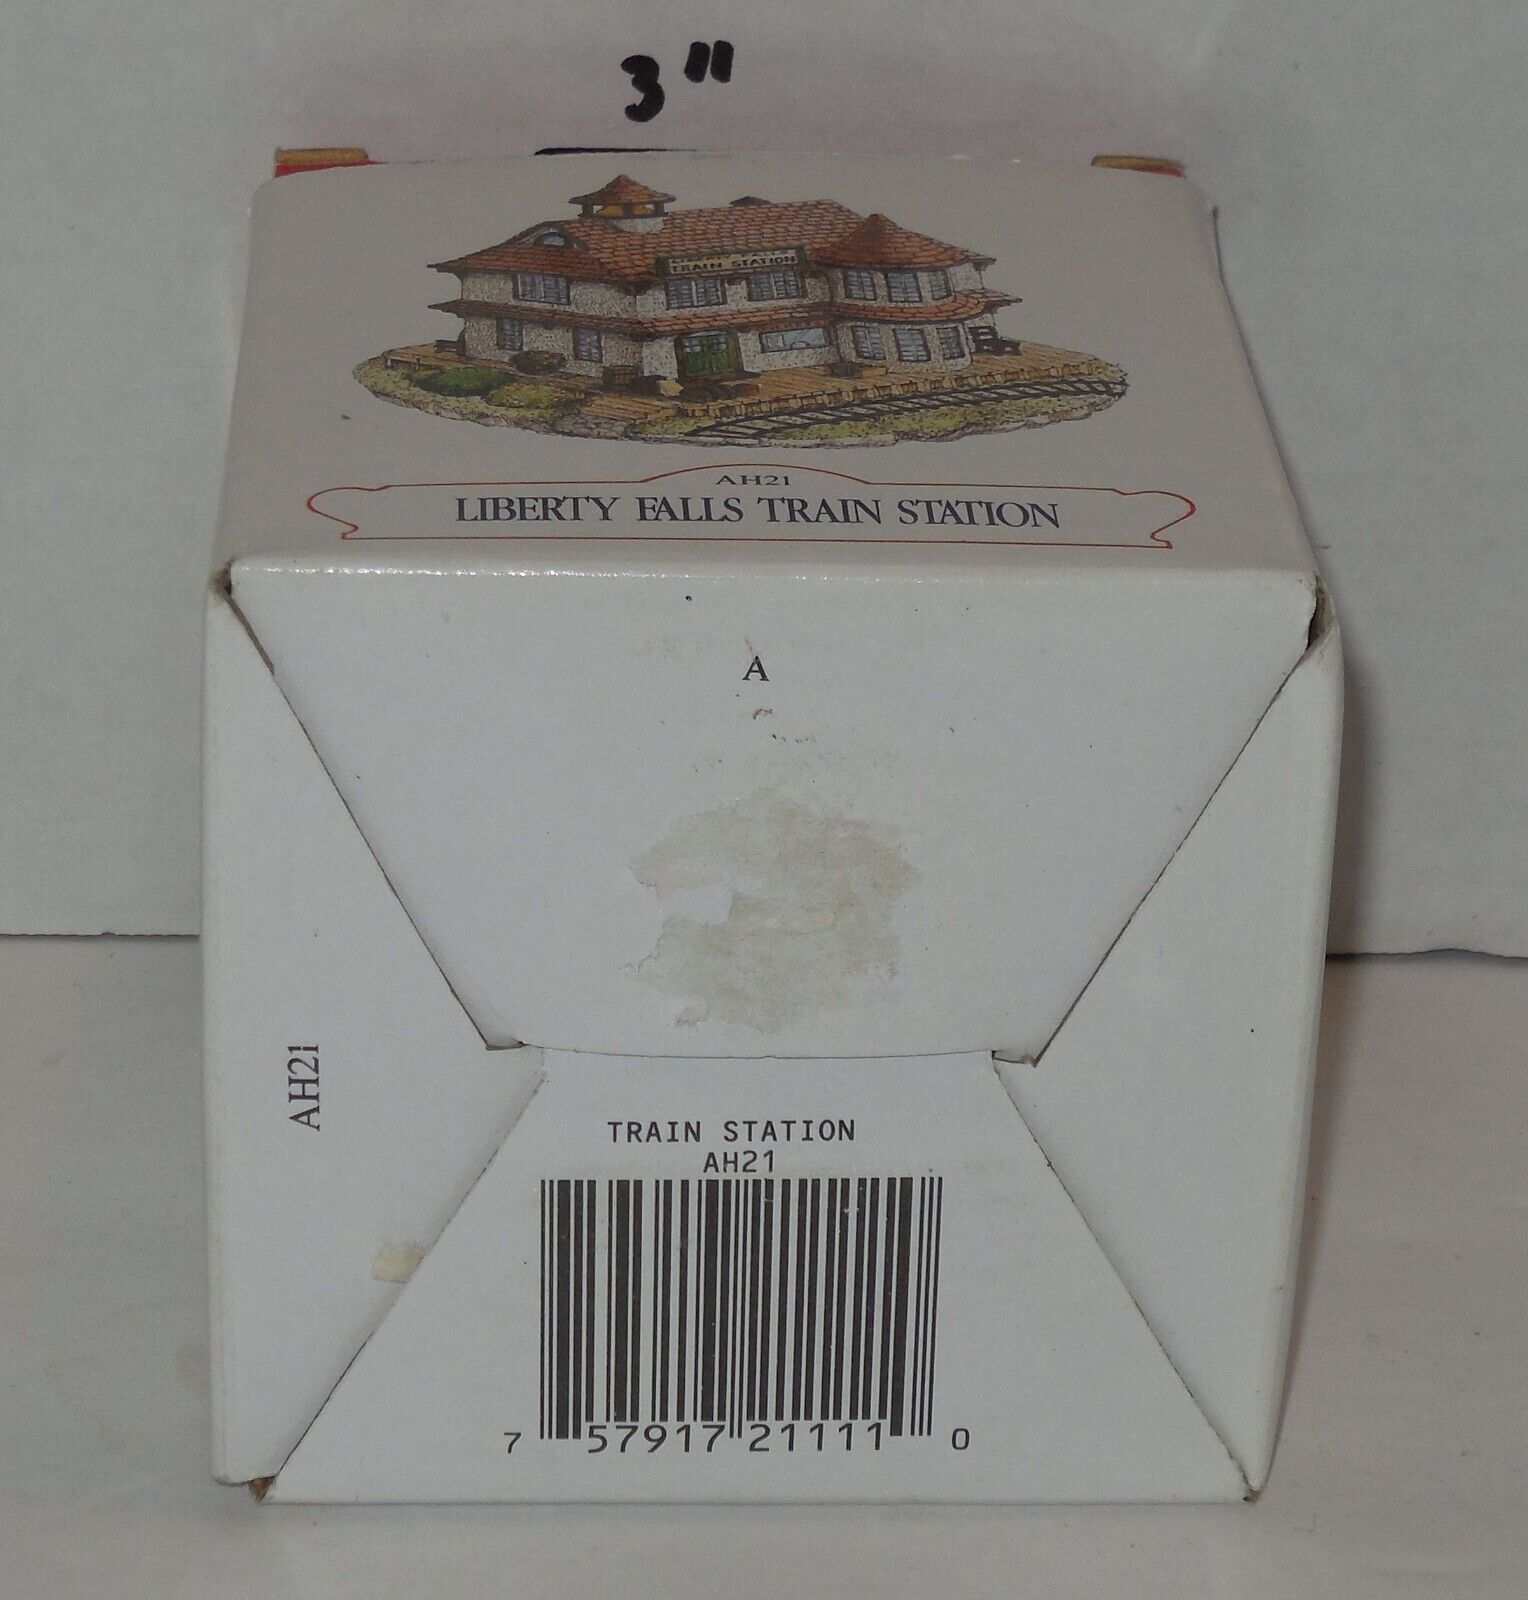 3"
TRAIN STATION
AH21
LIBERTY FALLS TRAIN STATION
A
AH21
TRAIN STATION
AH21
7 57917 21111 0